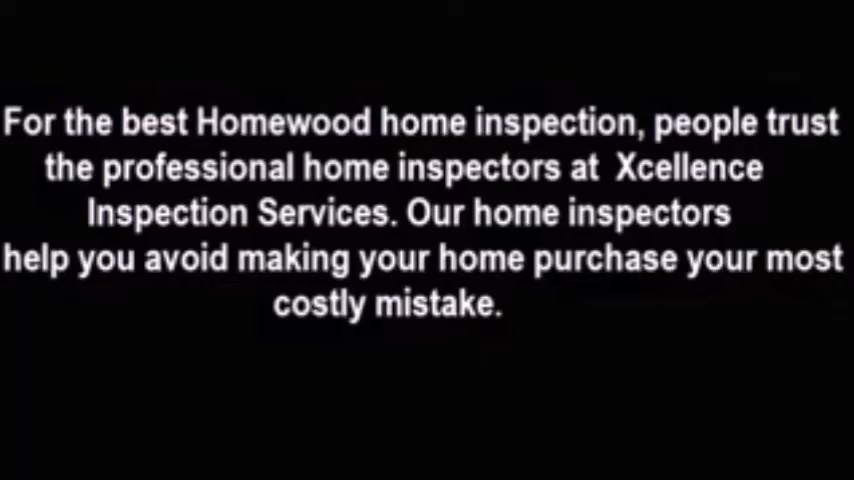 For the best Homewood home inspection, people trust
the professional home inspectors at Xcellence
Inspection Services. Our home inspectors
help you avoid making your home purchase your most
costly mistake.